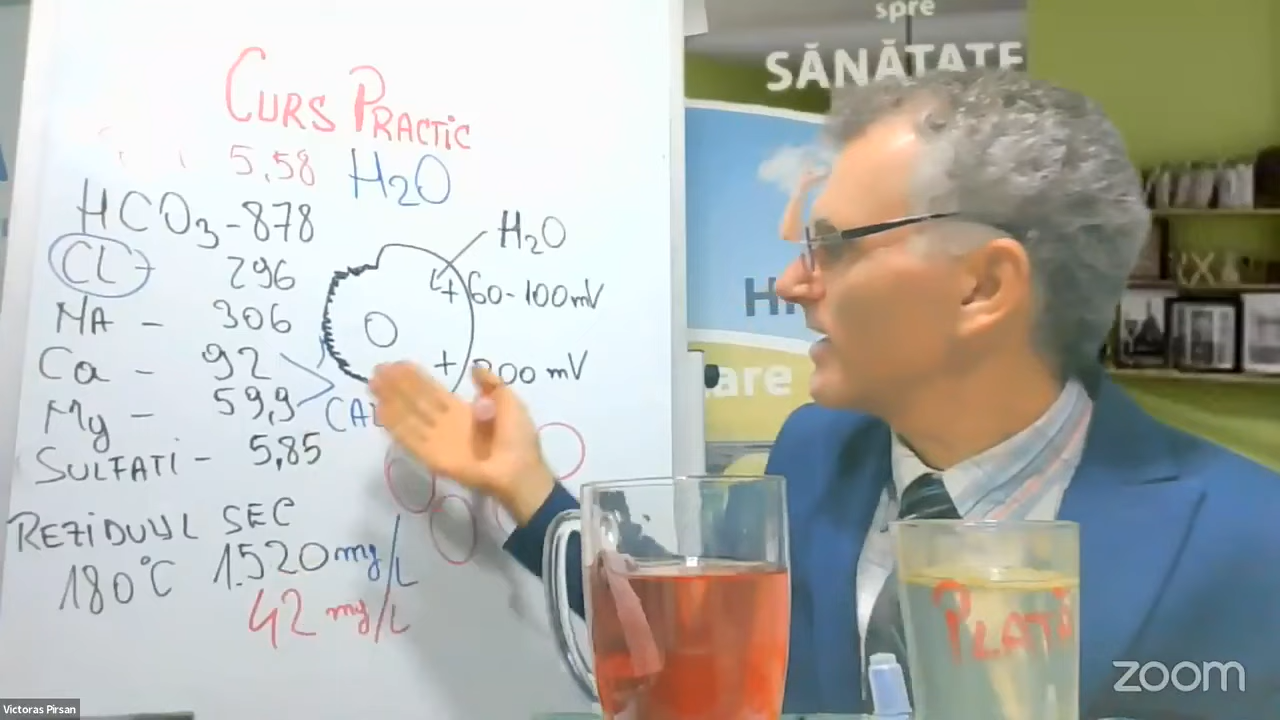 spre
SĂNĂTATE
CURS PRACTIC
5,58 H2O
HCO3-878
H2O
CL - 296
+ 60-100mV
NA - 306
Ca - 92
+ 200 mV
are
Mg - 59,9
SULFATI - 5,85
REZIDUUL SEC
180°C 1.520 mg/L
42 mg/L
PLATĂ
zoom
Victoras Pirsan